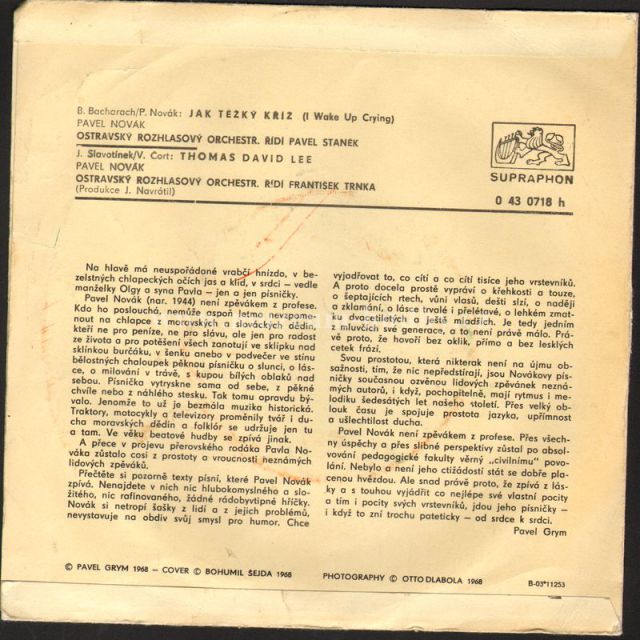 B. Bacharach/P. Novák: JAK TĚŽKÝ KŘÍŽ (I Wake Up Crying)
PAVEL NOVÁK
OSTRAVSKÝ ROZHLASOVÝ ORCHESTR. ŘÍDÍ PAVEL STANĚK
J. Slavotínek/V. Cort: THOMAS DAVID LEE
PAVEL NOVÁK
OSTRAVSKÝ ROZHLASOVÝ ORCHESTR. ŘÍDÍ FRANTIŠEK TRNKA
(Produkce J. Navrátil)
SUPRAPHON
0 43 0718 h
Na hlavě má neuspořádané vrabčí hnízdo, v be-
zelstných chlapeckých očích jas a klid, v srdci – vedle
manželky Olgy a syna Pavla – jen a jen písničky.
Pavel Novák (nar. 1944) není zpěvákem z profese.
Kdo ho poslouchá, nemůže aspoň letmo nevzpome-
nout na chlapce z moravských a slováckých dědin,
kteří ne pro peníze, ne pro slávu, ale jen pro radost
ze života a pro potěšení všech zanotují ve sklípku nad
sklínkou burčáku, v šenku anebo v podvečer ve stínu
bělostných chaloupek pěknou písničku o slunci, o lás-
ce, o milování v trávě, s kupou bílých oblaků nad
sebou. Písnička vytryskne sama od sebe, z pěkné
chvíle nebo z náhlého stesku. Tak tomu opravdu bý-
valo. Jenomže to už je bezmála muzika historická.
Traktory, motocykly a televizory proměnily tvář i du-
cha moravských dědin a folklór se udržuje jen tu
a tam. Ve věku beatové hudby se zpívá jinak.
A přece v projevu přerovského rodáka Pavla No-
váka zůstalo cosi z prostoty a vroucnosti neznámých
lidových zpěváků.
Přečtěte si pozorně texty písní, které Pavel Novák
zpívá. Nenajdete v nich nic hlubokomyslného a slo-
žitého, nic rafinovaného, žádné rádobyvtipné hříčky.
Novák si netropí šašky z lidí a z jejich problémů,
nevystavuje na obdiv svůj smysl pro humor. Chce
vyjadřovat to, co cítí a co cítí tisíce jeho vrstevníků.
A proto docela prostě vypráví o křehkosti a touze,
o šeptajících rtech, vůni vlasů, dešti slzí, o naději
a zklamání, o lásce trvalé i přelétavé, o lehkém zmat-
ku dvacetiletých a ještě mladších. Je tedy jedním
z mluvčích své generace, a to není právě málo. Prá-
vě proto, že hovoří bez oklik, přímo a bez lesklých
cetek frází.
Svou prostotou, která nikterak není na újmu ob-
sažnosti, tím, že nic nepředstírají, jsou Novákovy pís-
ničky současnou ozvěnou lidových zpěvánek nezná-
mých autorů, i když, pochopitelně, mají rytmus i me-
lodiku šedesátých let našeho století. Přes velký ob-
louk času je spojuje prostota jazyka, upřímnost
a ušlechtilost ducha.
Pavel Novák není zpěvákem z profese. Přes všech-
ny úspěchy a přes slibné perspektivy zůstal po absol-
vování pedagogické fakulty věrný „civilnímu" povo-
lání. Nebylo a není jeho ctižádostí stát se dobře pla-
cenou hvězdou. Ale snad právě proto, že zpívá z lás-
ky a s touhou vyjádřit co nejlépe své vlastní pocity
a tím i pocity svých vrstevníků, jdou jeho písničky –
i když to zní trochu pateticky – od srdce k srdci.
Pavel Grym
© PAVEL GRYM 1968 – COVER © BOHUMIL ŠEJDA 1968
PHOTOGRAPHY © OTTO DLABOLA 1968
B-03*11253